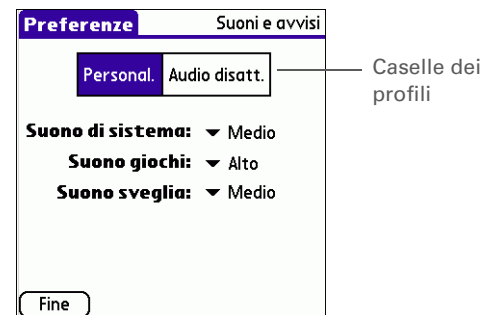 Preferenze Suoni e avvisi
Personal. Audio disatt.
Caselle dei
profili
Suono di sistema: Medio
Suono giochi: Alto
Suono sveglia: Medio
Fine